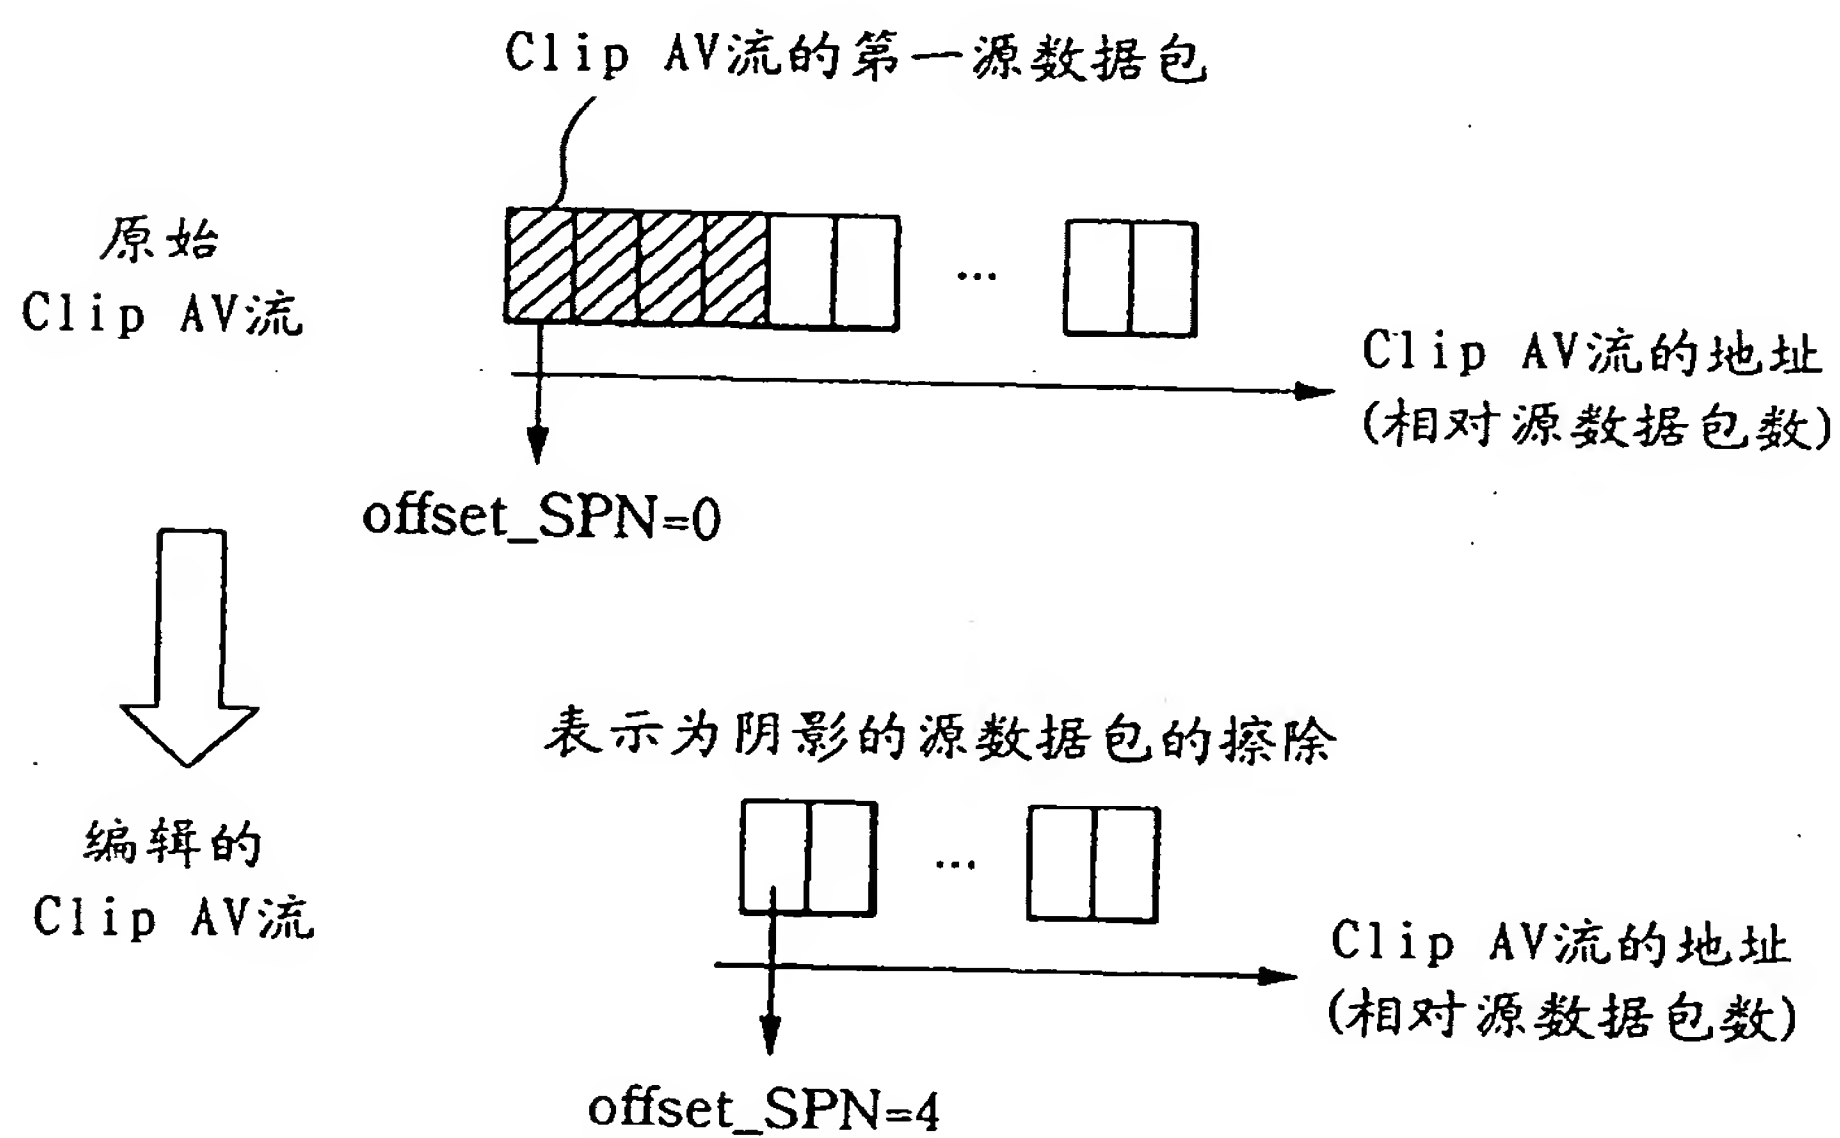 Clip AV流的第一源数据包
原始
Clip AV流
...
Clip AV流的地址
(相对源数据包数)
offset_SPN=0
表示为阴影的源数据包的擦除
编辑的
Clip AV流
...
Clip AV流的地址
(相对源数据包数)
offset_SPN=4